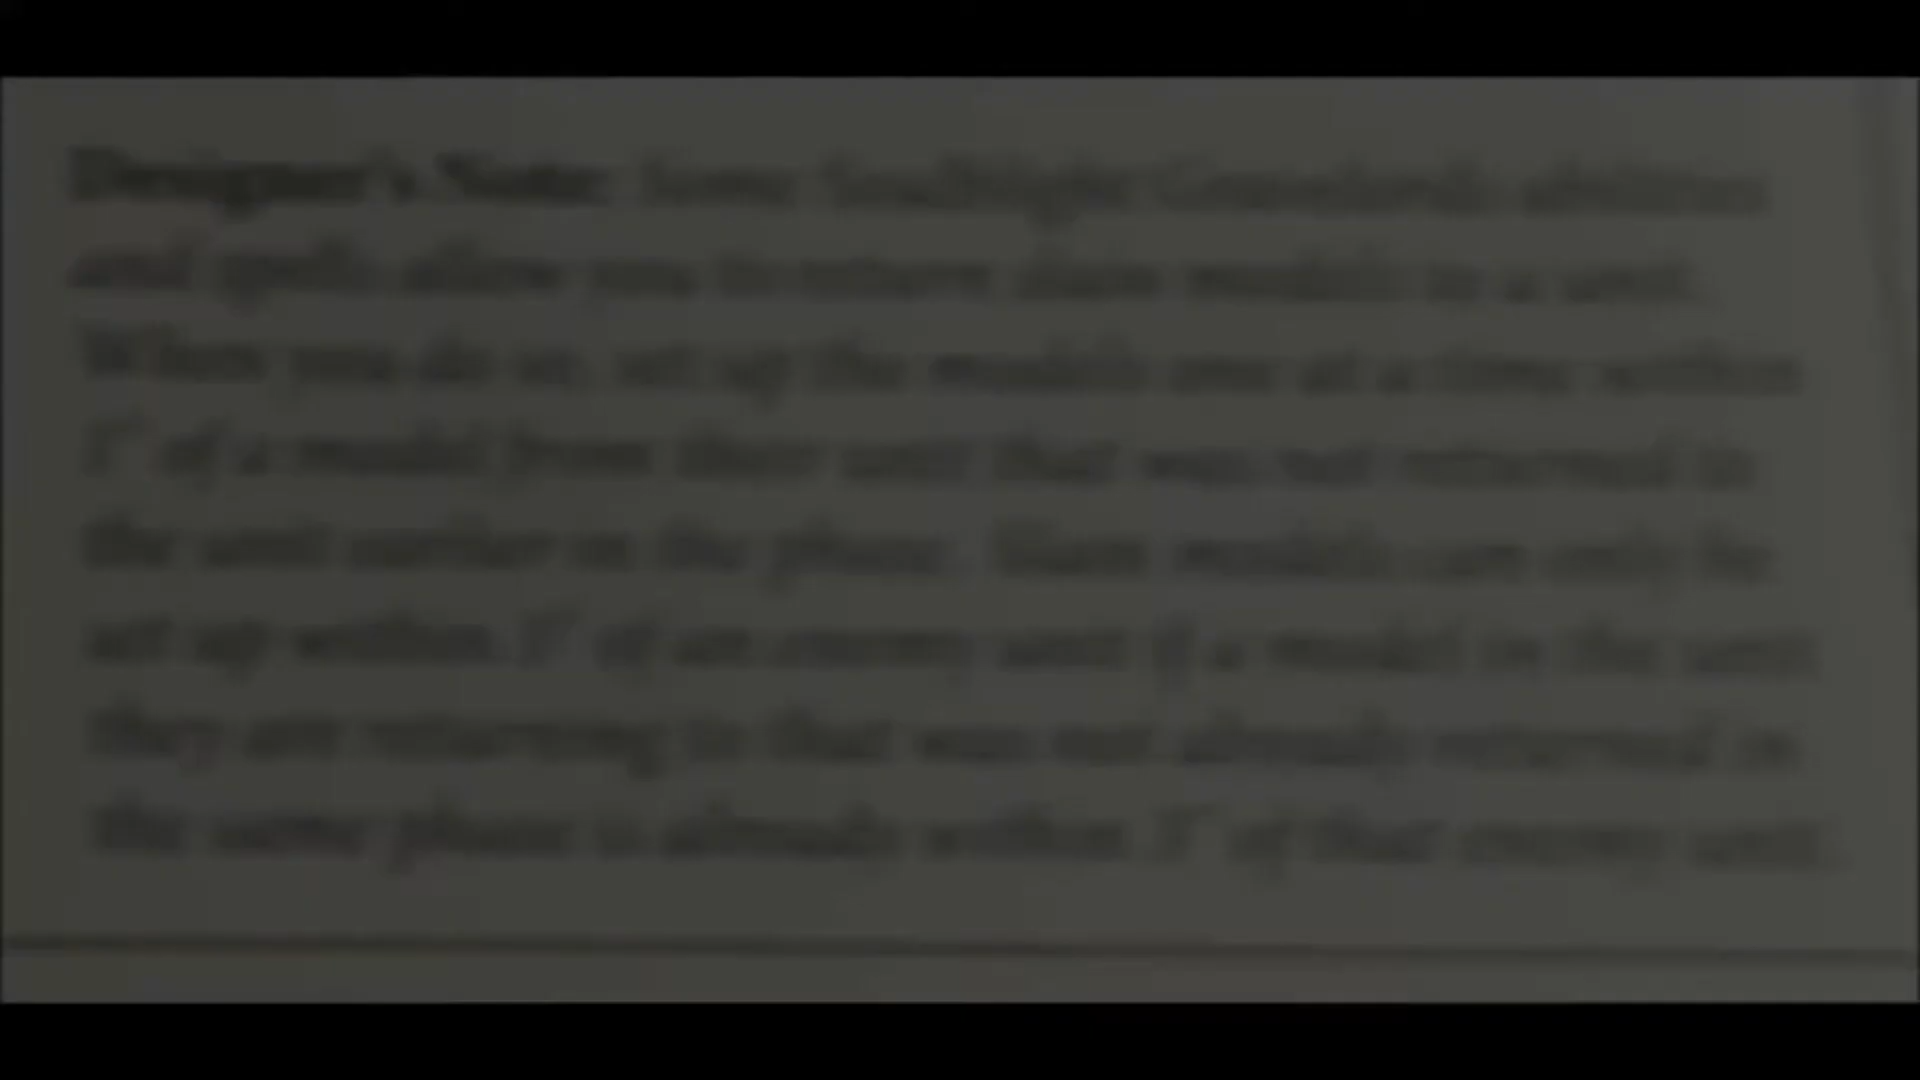 Designer's Note: Some Soulblight Gravelords abilities
and spells allow you to return slain models to a unit.
When you do so, set up the models one at a time within
1" of a model from their unit that was not returned to
the unit earlier in the phase. Slain models can only be
set up within 3" of an enemy unit if a model in the unit
they are returning to that was not already returned in
the same phase is already within 3" of that enemy unit.